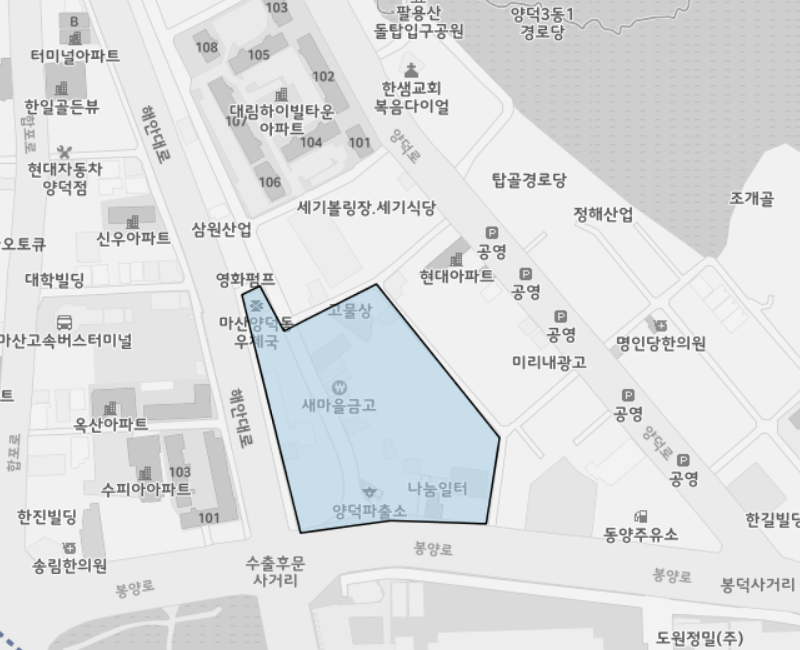 103
팔용산
돌탑입구공원
양덕3동1
경로당
B
108
터미널아파트
105
102
한샘교회
복음다이얼
한일골든뷰
107
대림하이빌타운
아파트
해안대로
합포로
104
101
양덕로
현대자동차
양덕점
106
탑골경로당
조개골
세기볼링장.세기식당
정해산업
신우아파트
삼원산업
오토큐
P
공영
대학빌딩
영화펌프
현대아파트
P
공영
고물상
마산양덕동
우체국
P
공영
마산고속버스터미널
명인당한의원
미리내광고
트
해안대로
새마을금고
P
공영
옥산아파트
합포로
양덕로
103
P
공영
수피아아파트
나눔일터
101
양덕파출소
한진빌딩
동양주유소
한길빌딩
봉양로
송림한의원
수출후문
사거리
봉양로
봉양로
봉덕사거리
도원정밀(주)